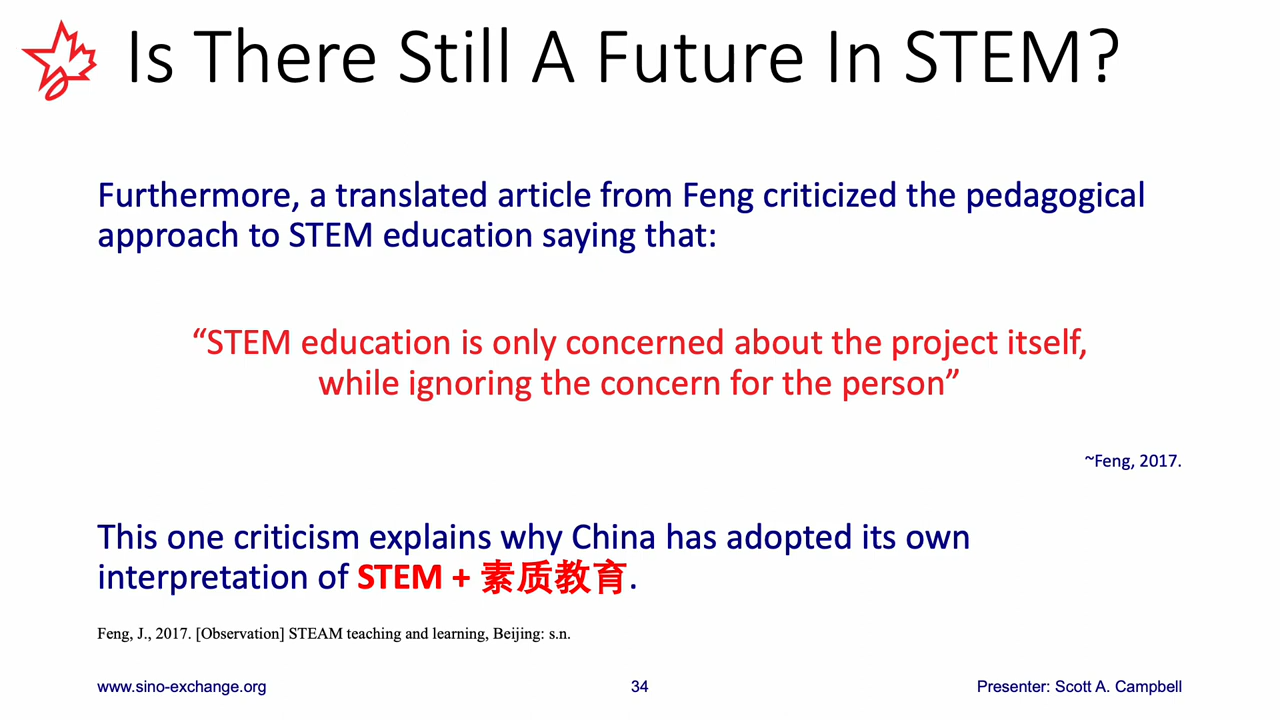 Is There Still A Future In STEM?
Furthermore, a translated article from Feng criticized the pedagogical
approach to STEM education saying that:
“STEM education is only concerned about the project itself,
while ignoring the concern for the person”
~Feng, 2017.
This one criticism explains why China has adopted its own
interpretation of STEM + 素质教育.
Feng, J., 2017. [Observation] STEAM teaching and learning, Beijing: s.n.
www.sino-exchange.org
34
Presenter: Scott A. Campbell